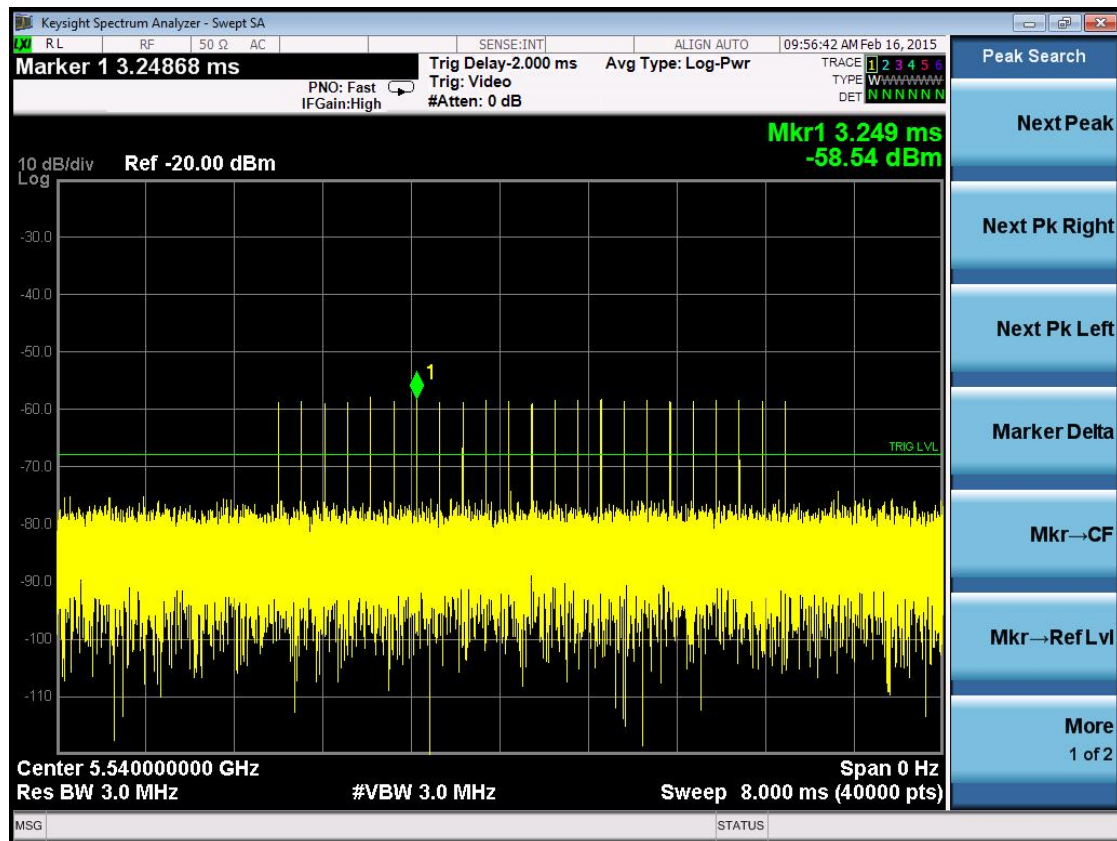 Keysight Spectrum Analyzer - Swept SA
LXI RL RF 50 Ω AC SENSE:INT ALIGN AUTO 09:56:42 AM Feb 16, 2015
Marker 1 3.24868 ms
PNO: Fast
IFGain:High
Trig Delay-2.000 ms
Trig: Video
#Atten: 0 dB
Avg Type: Log-Pwr
TRACE 1 2 3 4 5 6
TYPE WWWWWW
DET N N N N N N
Peak Search
Mkr1 3.249 ms
-58.54 dBm
10 dB/div Ref -20.00 dBm
Log
-30.0
-40.0
-50.0
-60.0
-70.0
-80.0
-90.0
-100
-110
1
TRIG LVL
Center 5.540000000 GHz
Span 0 Hz
Res BW 3.0 MHz
#VBW 3.0 MHz
Sweep 8.000 ms (40000 pts)
MSG
STATUS
Next Peak
Next Pk Right
Next Pk Left
Marker Delta
Mkr→CF
Mkr→Ref Lvl
More
1 of 2